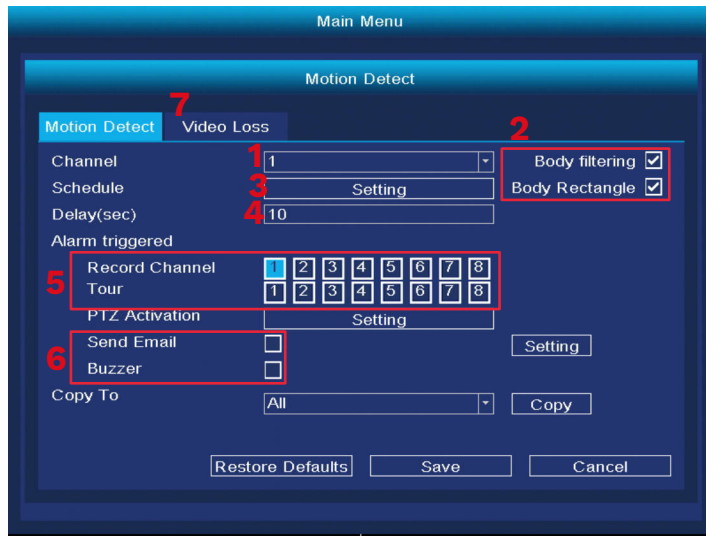 Main Menu
Motion Detect
7
Motion Detect Video Loss
2
Channel 1 1 Body filtering
Schedule 3 Setting Body Rectangle
Delay(sec) 4 10
Alarm triggered
5 Record Channel 1 2 3 4 5 6 7 8
Tour 1 2 3 4 5 6 7 8
PTZ Activation Setting
6 Send Email Setting
Buzzer
Copy To All Copy
Restore Defaults Save Cancel